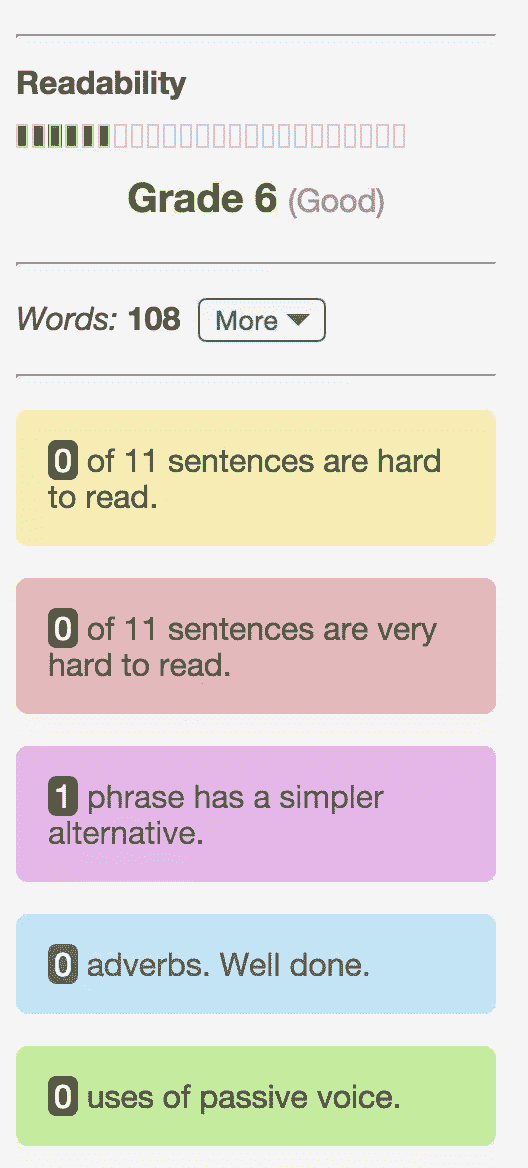 Readability
Grade 6 (Good)
Words: 108 More
0 of 11 sentences are hard
to read.
0 of 11 sentences are very
hard to read.
1 phrase has a simpler
alternative.
0 adverbs. Well done.
0 uses of passive voice.